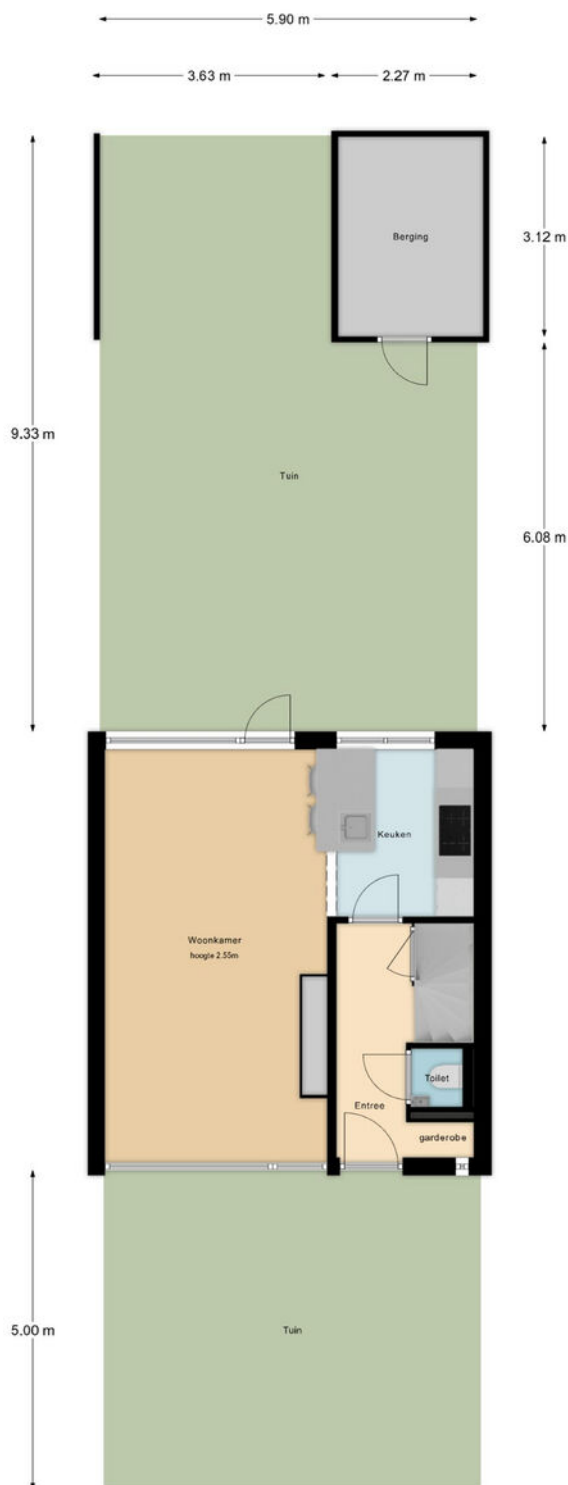 5.90 m
3.63 m
2.27 m
Berging
3.12 m
9.33 m
Tuin
6.08 m
Keuken
Woonkamer
hoogte 2.55m
Toilet
Entree
garderobe
5.00 m
Tuin